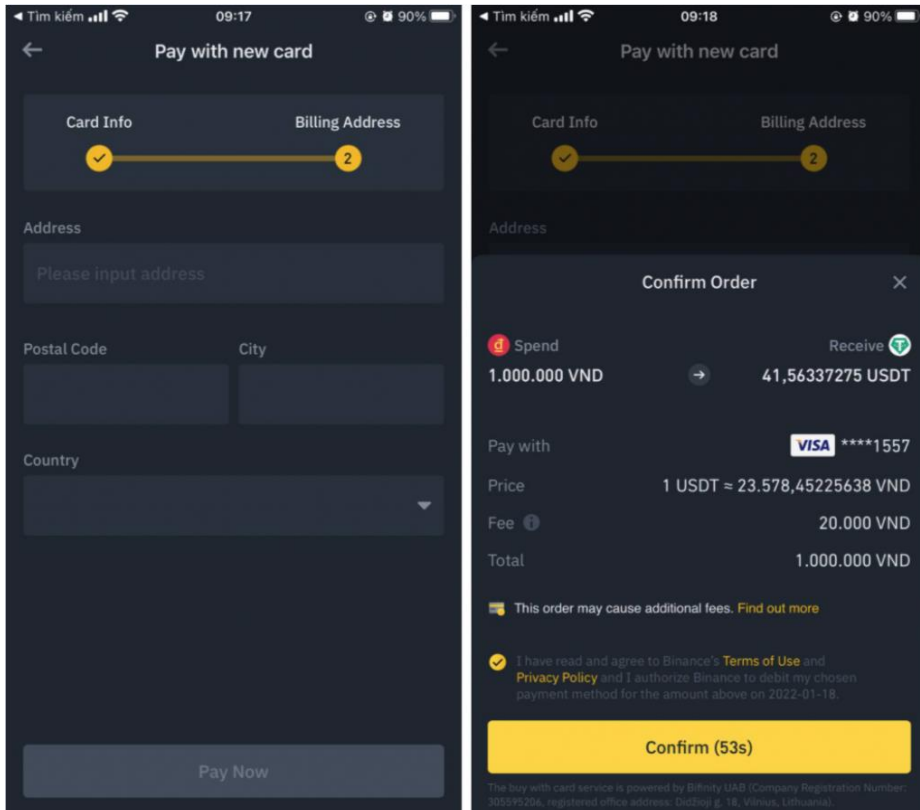 ◀ Tìm kiếm
09:17
90%
Pay with new card
Card Info
Billing Address
2
Address
Please input address
Postal Code
City
Country
Pay Now
◀ Tìm kiếm
09:18
90%
Pay with new card
Card Info
Billing Address
2
Address
Confirm Order
đ Spend
Receive T
1.000.000 VND
41,56337275 USDT
Pay with
VISA ****1557
Price
1 USDT ≈ 23.578,45225638 VND
Fee
20.000 VND
Total
1.000.000 VND
This order may cause additional fees. Find out more
I have read and agree to Binance's Terms of Use and
Privacy Policy and I authorize Binance to debit my chosen
payment method for the amount above on 2022-01-18.
Confirm (53s)
The buy with card service is powered by Bifinity UAB (Company Registration Number:
305595206, registered office address: Didžioji g. 18, Vilnius, Lithuania).